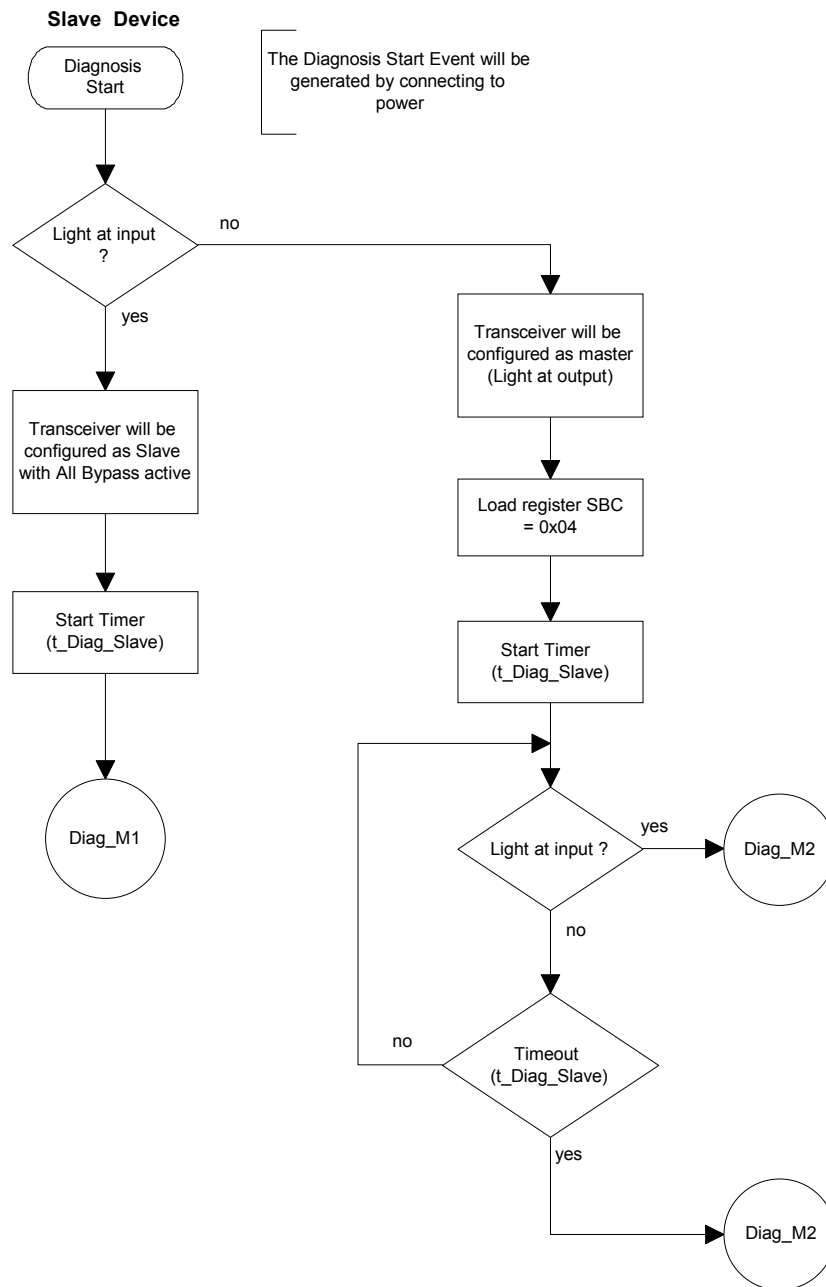 Slave Device
Diagnosis
Start
The Diagnosis Start Event will be
generated by connecting to
power
Light at input
?
no
yes
Transceiver will be
configured as master
(Light at output)
Transceiver will be
configured as Slave
with All Bypass active
Load register SBC
= 0x04
Start Timer
(t_Diag_Slave)
Start Timer
(t_Diag_Slave)
Diag_M1
Light at input ?
yes
Diag_M2
no
Timeout
(t_Diag_Slave)
no
yes
Diag_M2